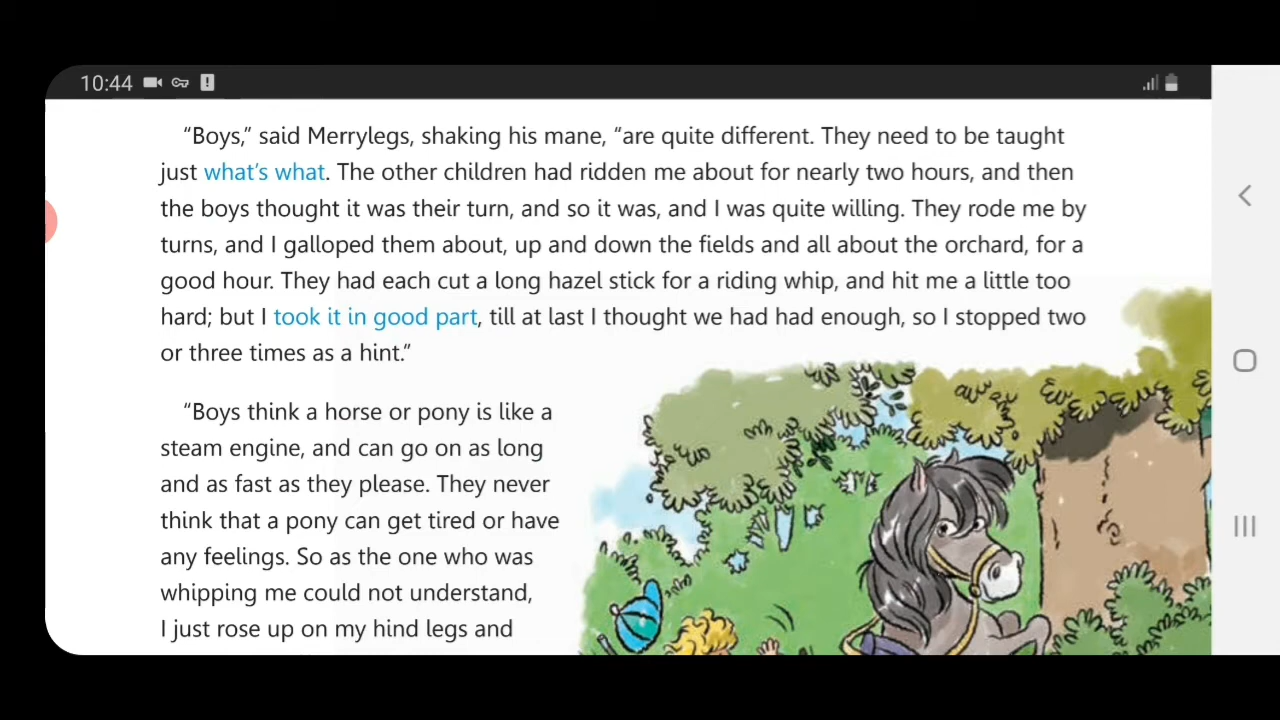 10:44
“Boys,” said Merrylegs, shaking his mane, “are quite different. They need to be taught
just what’s what. The other children had ridden me about for nearly two hours, and then
the boys thought it was their turn, and so it was, and I was quite willing. They rode me by
turns, and I galloped them about, up and down the fields and all about the orchard, for a
good hour. They had each cut a long hazel stick for a riding whip, and hit me a little too
hard; but I took it in good part, till at last I thought we had had enough, so I stopped two
or three times as a hint.”
“Boys think a horse or pony is like a
steam engine, and can go on as long
and as fast as they please. They never
think that a pony can get tired or have
any feelings. So as the one who was
whipping me could not understand,
I just rose up on my hind legs and